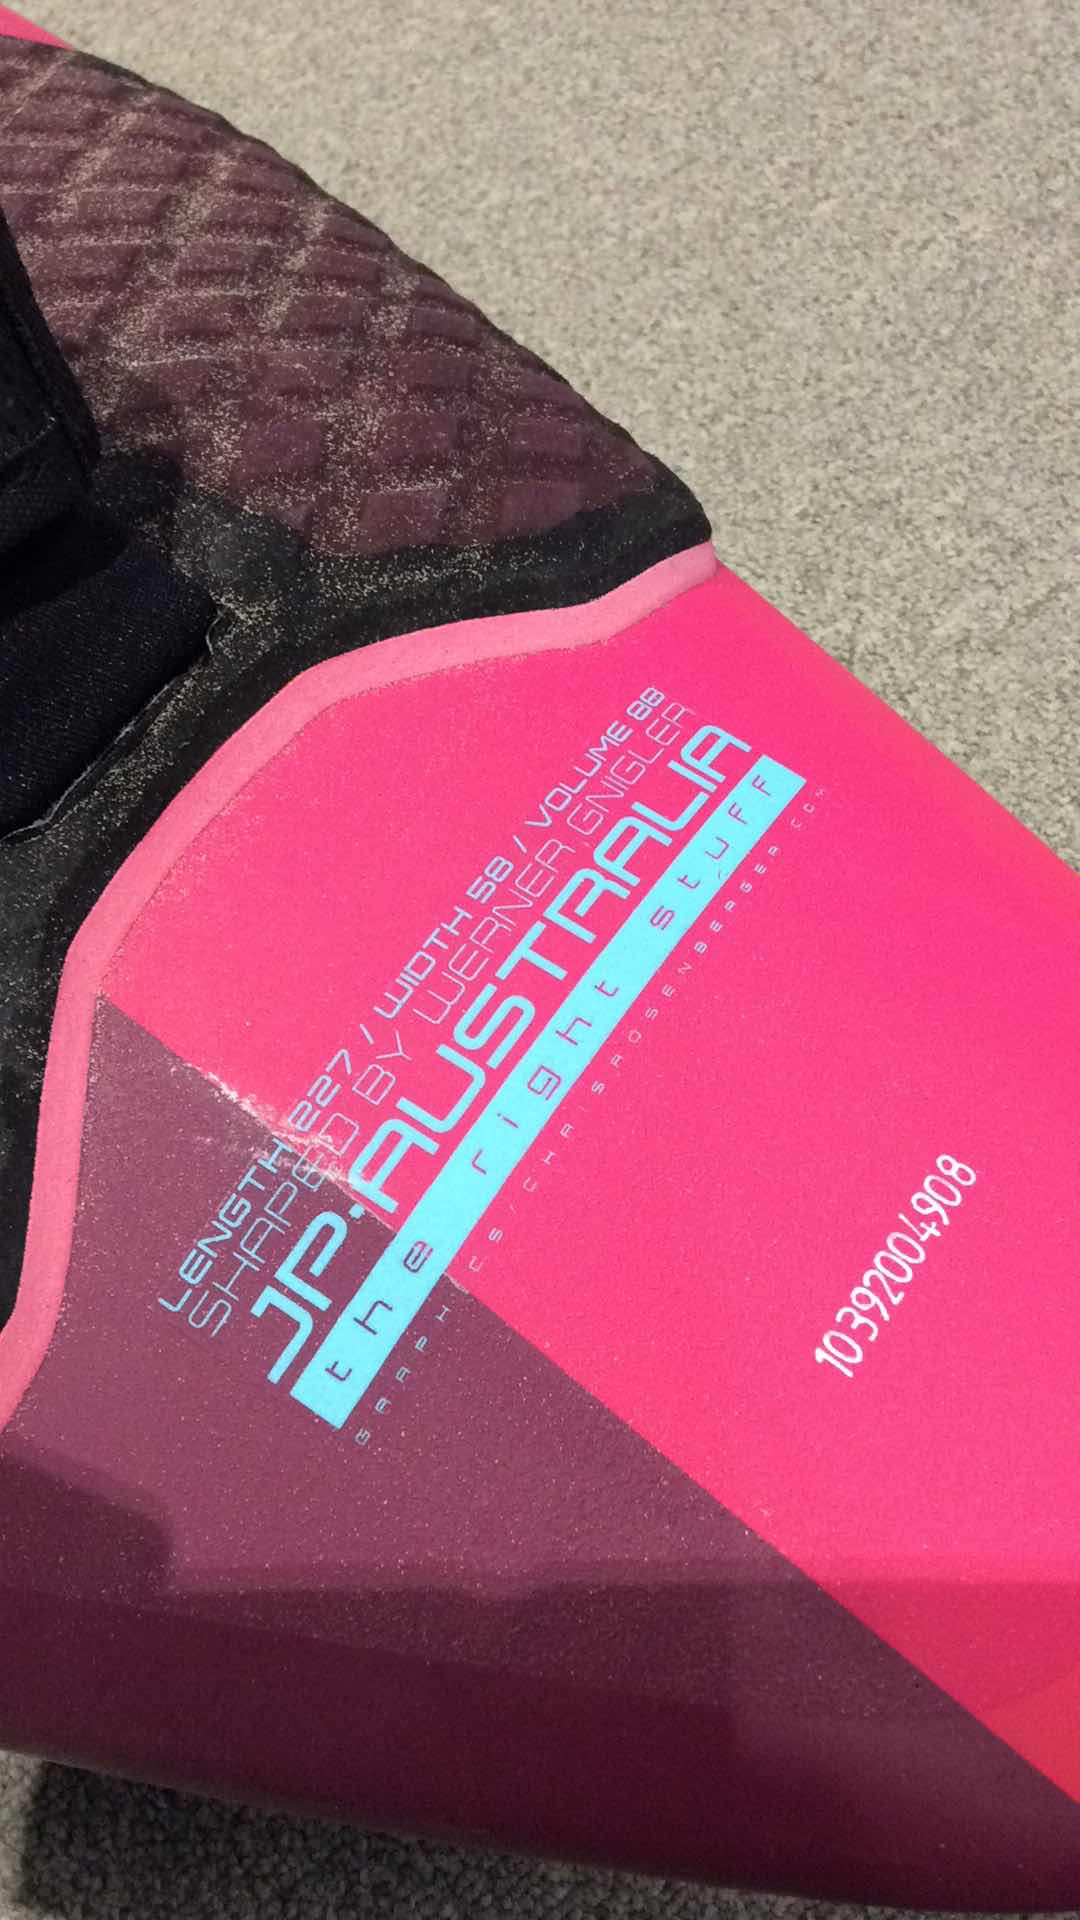 LENGTH 227 / WIDTH 58 / VOLUME 88
SHAPED BY WERNER GNIGLER
JP.AUSTRALIA
the right stuff
GRAPHICS/CHRISROSENBERGER.COM
10392004908